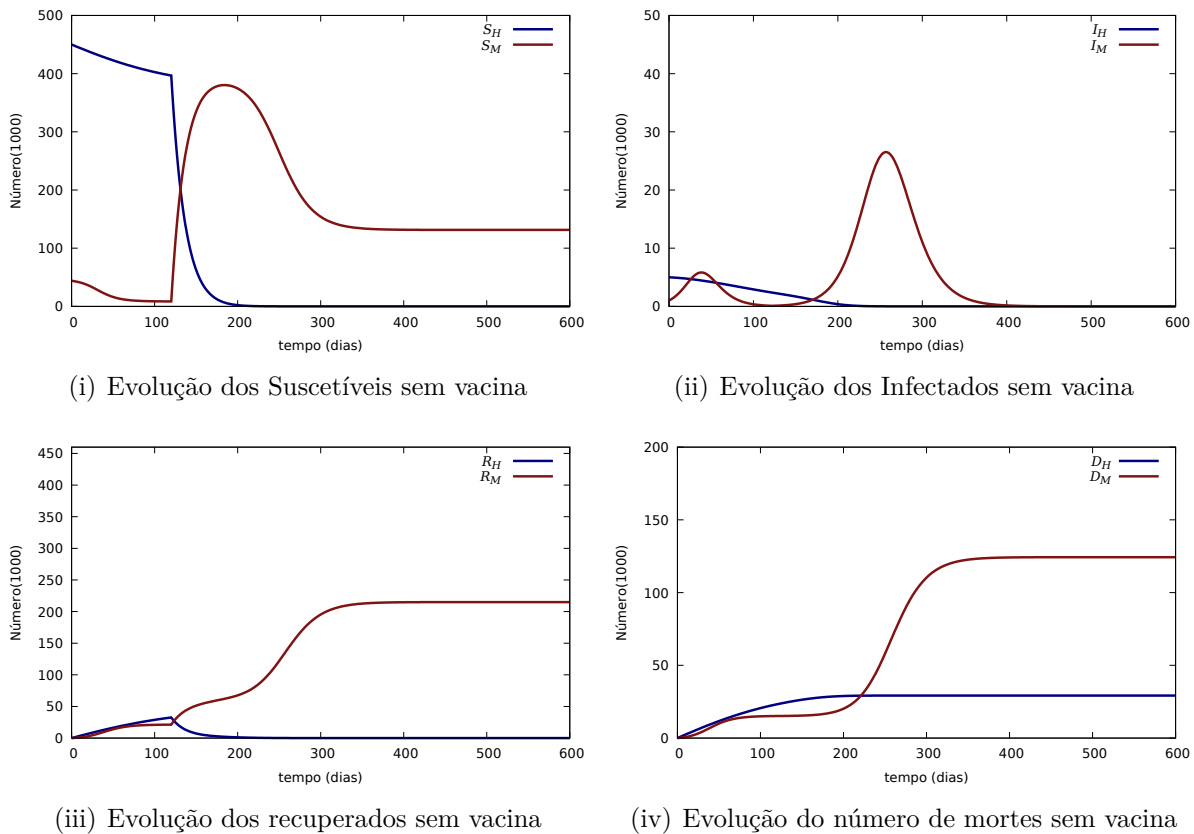 500
400
300
200
100
0
0 100 200 300 400 500 600
Número(1000)
tempo (dias)
S_H
S_M
(i) Evolução dos Suscetíveis sem vacina
50
40
30
20
10
0
0 100 200 300 400 500 600
Número(1000)
tempo (dias)
I_H
I_M
(ii) Evolução dos Infectados sem vacina
450
400
350
300
250
200
150
100
50
0
0 100 200 300 400 500 600
Número(1000)
tempo (dias)
R_H
R_M
(iii) Evolução dos recuperados sem vacina
200
150
100
50
0
0 100 200 300 400 500 600
Número(1000)
tempo (dias)
D_H
D_M
(iv) Evolução do número de mortes sem vacina